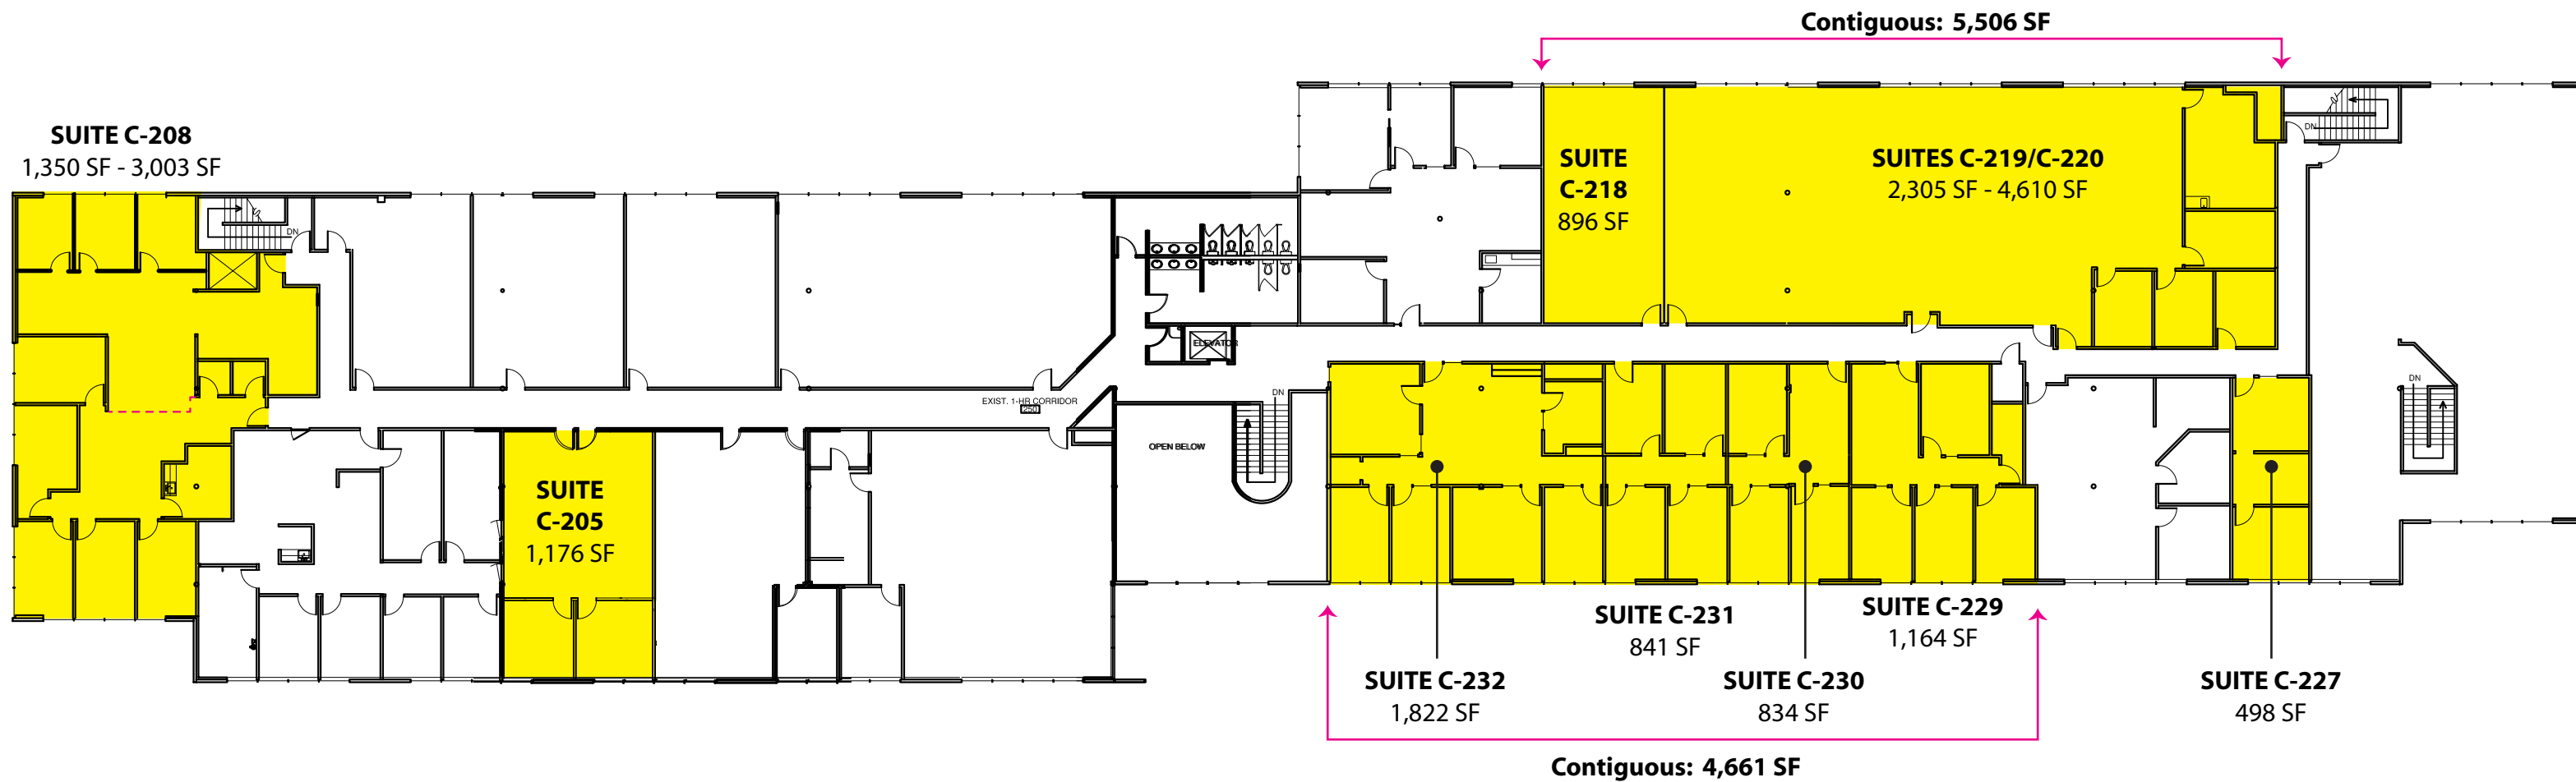 Contiguous: 5,506 SF
SUITE C-208
1,350 SF - 3,003 SF
SUITE
C-218
896 SF
SUITES C-219/C-220
2,305 SF - 4,610 SF
DN
DN
ELEVATOR
EXIST. 1-HR CORRIDOR
250
DN
OPEN BELOW
DN
SUITE
C-205
1,176 SF
SUITE C-231
841 SF
SUITE C-229
1,164 SF
SUITE C-232
1,822 SF
SUITE C-230
834 SF
SUITE C-227
498 SF
Contiguous: 4,661 SF